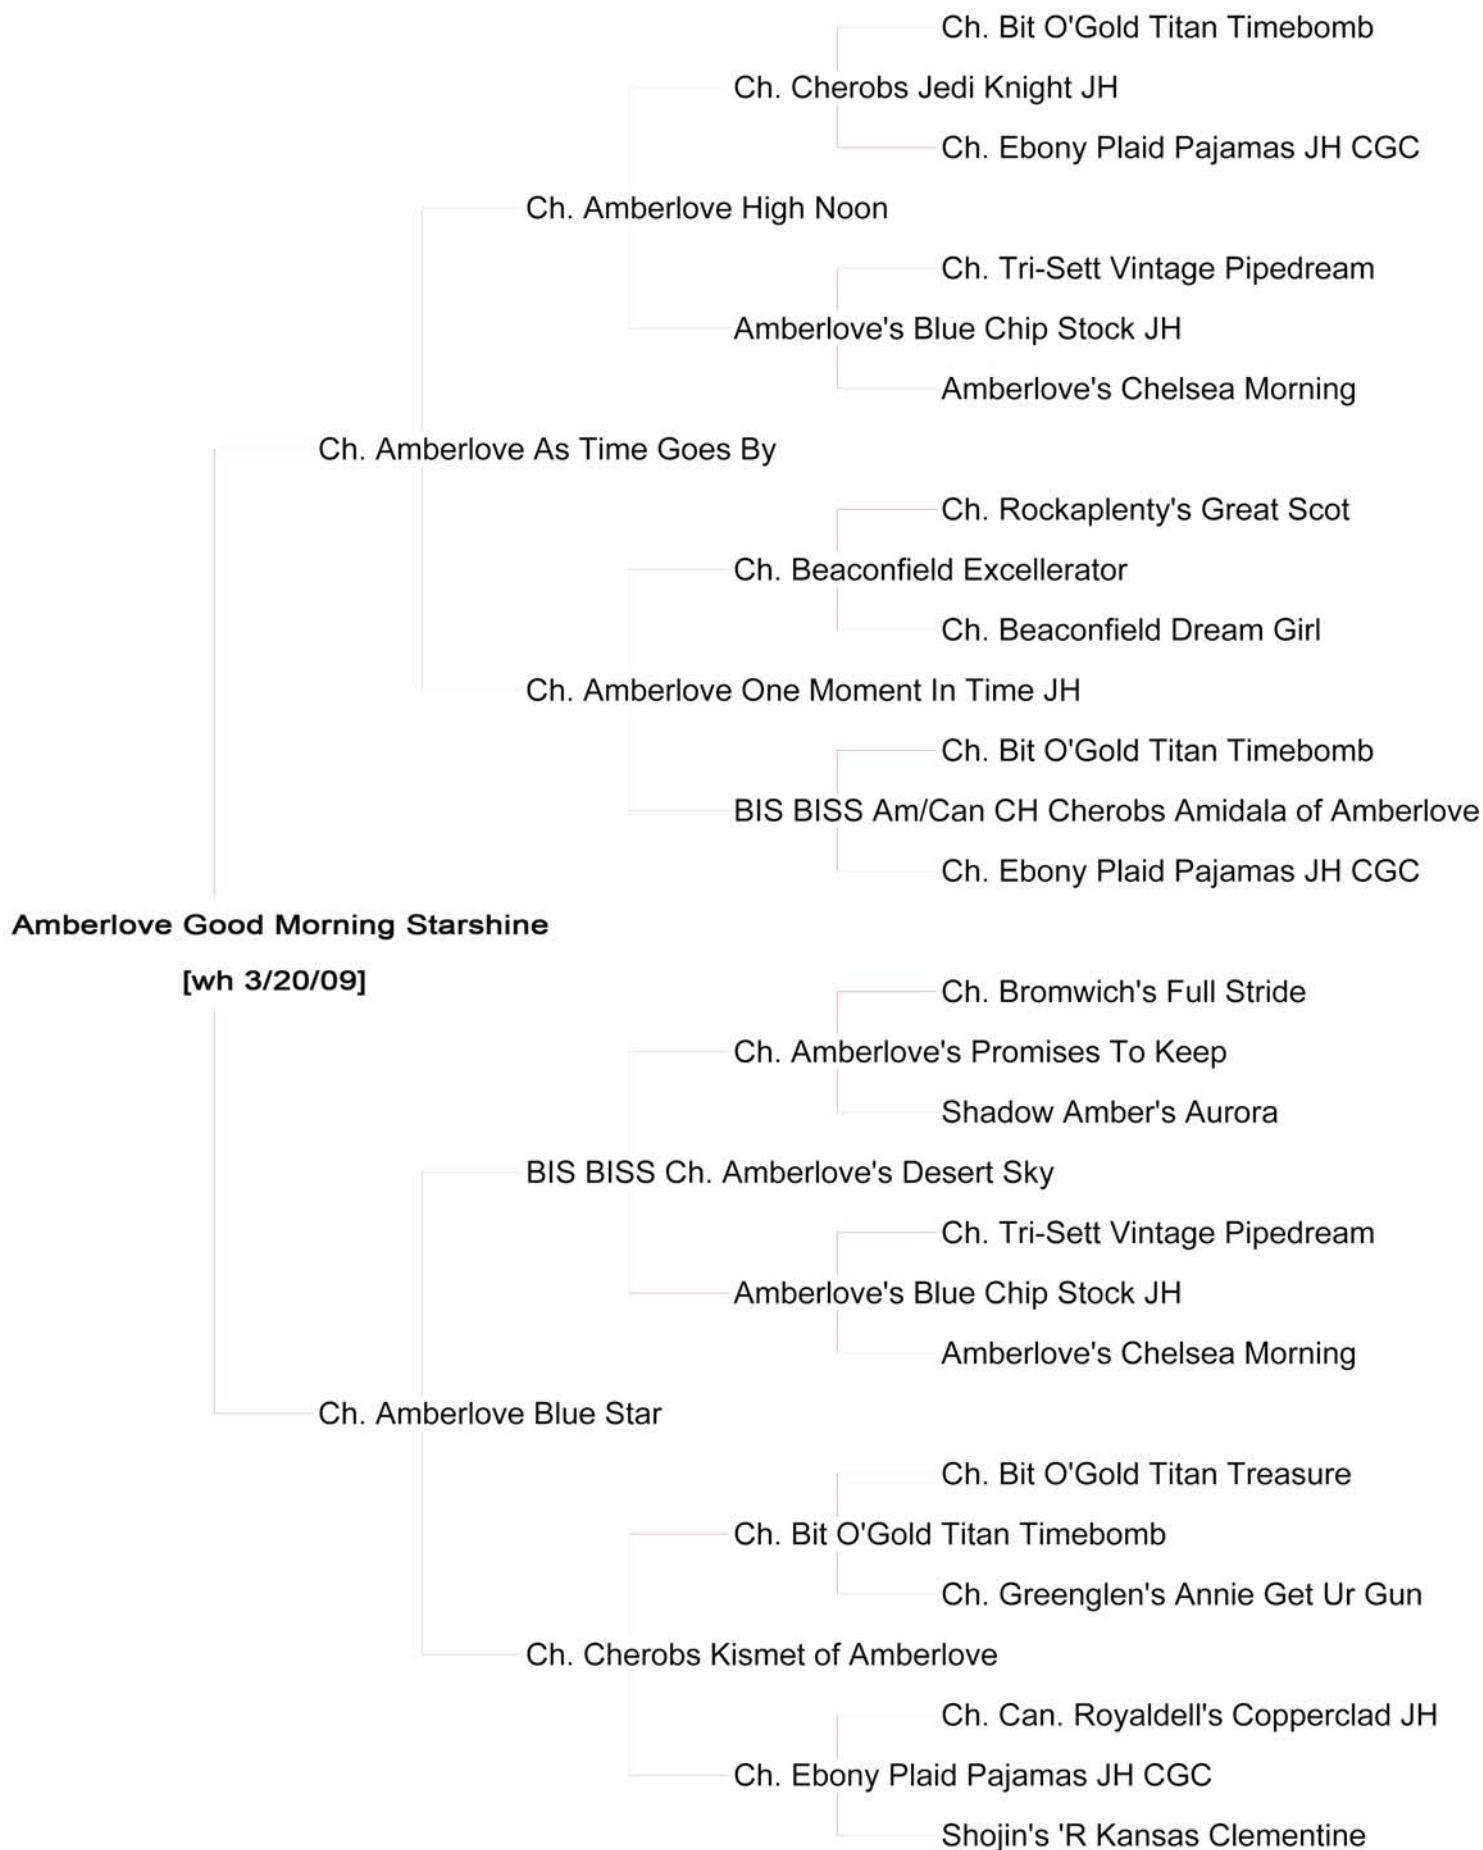 Ch. Bit O'Gold Titan Timebomb
Ch. Cherobs Jedi Knight JH
Ch. Ebony Plaid Pajamas JH CGC
Ch. Amberlove High Noon
Ch. Tri-Sett Vintage Pipedream
Amberlove's Blue Chip Stock JH
Amberlove's Chelsea Morning
Ch. Amberlove As Time Goes By
Ch. Rockaplenty's Great Scot
Ch. Beaconfield Excellerator
Ch. Beaconfield Dream Girl
Ch. Amberlove One Moment In Time JH
Ch. Bit O'Gold Titan Timebomb
BIS BISS Am/Can CH Cherobs Amidala of Amberlove
Ch. Ebony Plaid Pajamas JH CGC
Amberlove Good Morning Starshine
[wh 3/20/09]
Ch. Bromwich's Full Stride
Ch. Amberlove's Promises To Keep
Shadow Amber's Aurora
BIS BISS Ch. Amberlove's Desert Sky
Ch. Tri-Sett Vintage Pipedream
Amberlove's Blue Chip Stock JH
Amberlove's Chelsea Morning
Ch. Amberlove Blue Star
Ch. Bit O'Gold Titan Treasure
Ch. Bit O'Gold Titan Timebomb
Ch. Greenglen's Annie Get Ur Gun
Ch. Cherobs Kismet of Amberlove
Ch. Can. Royaldell's Copperclad JH
Ch. Ebony Plaid Pajamas JH CGC
Shojin's 'R Kansas Clementine